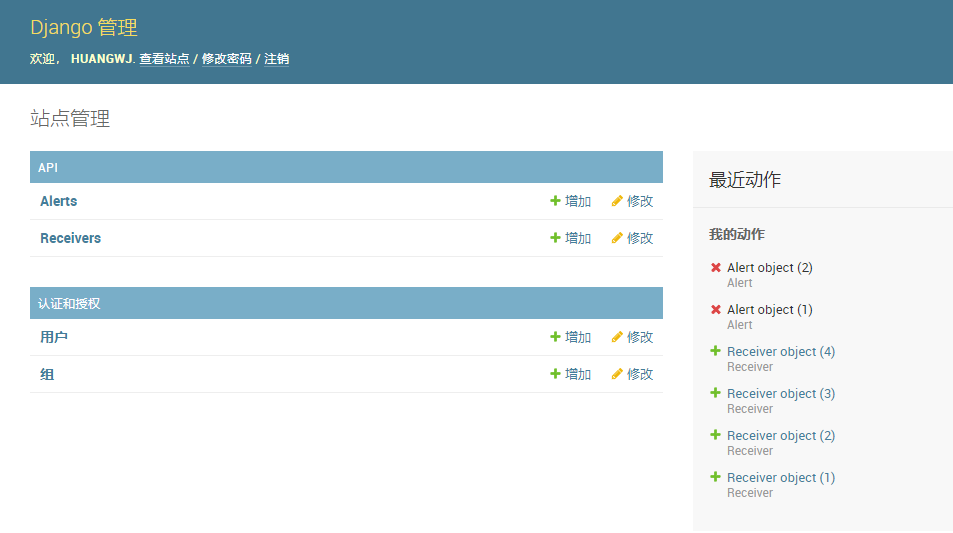 Django 管理
欢迎， HUANGWJ. 查看站点 / 修改密码 / 注销
站点管理
API
Alerts 增加 修改
Receivers 增加 修改
认证和授权
用户 增加 修改
组 增加 修改
最近动作
我的动作
Alert object (2)
Alert
Alert object (1)
Alert
Receiver object (4)
Receiver
Receiver object (3)
Receiver
Receiver object (2)
Receiver
Receiver object (1)
Receiver